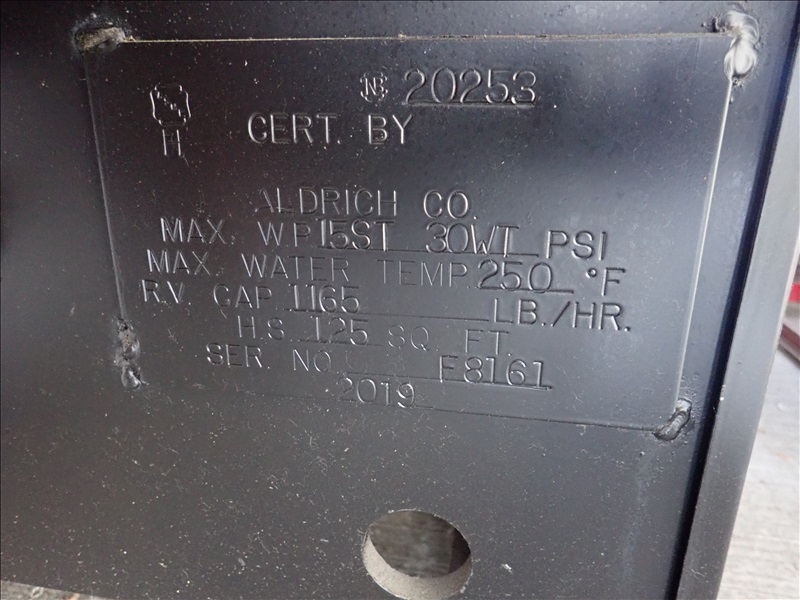 NB 20253
H CERT. BY
ALDRICH CO.
MAX. W.P. 15ST 30WT PSI
MAX. WATER TEMP. 250 °F
R.V. CAP. 1165 LB./HR.
H.S. 125 SQ. FT.
SER. NO. F8161
2019